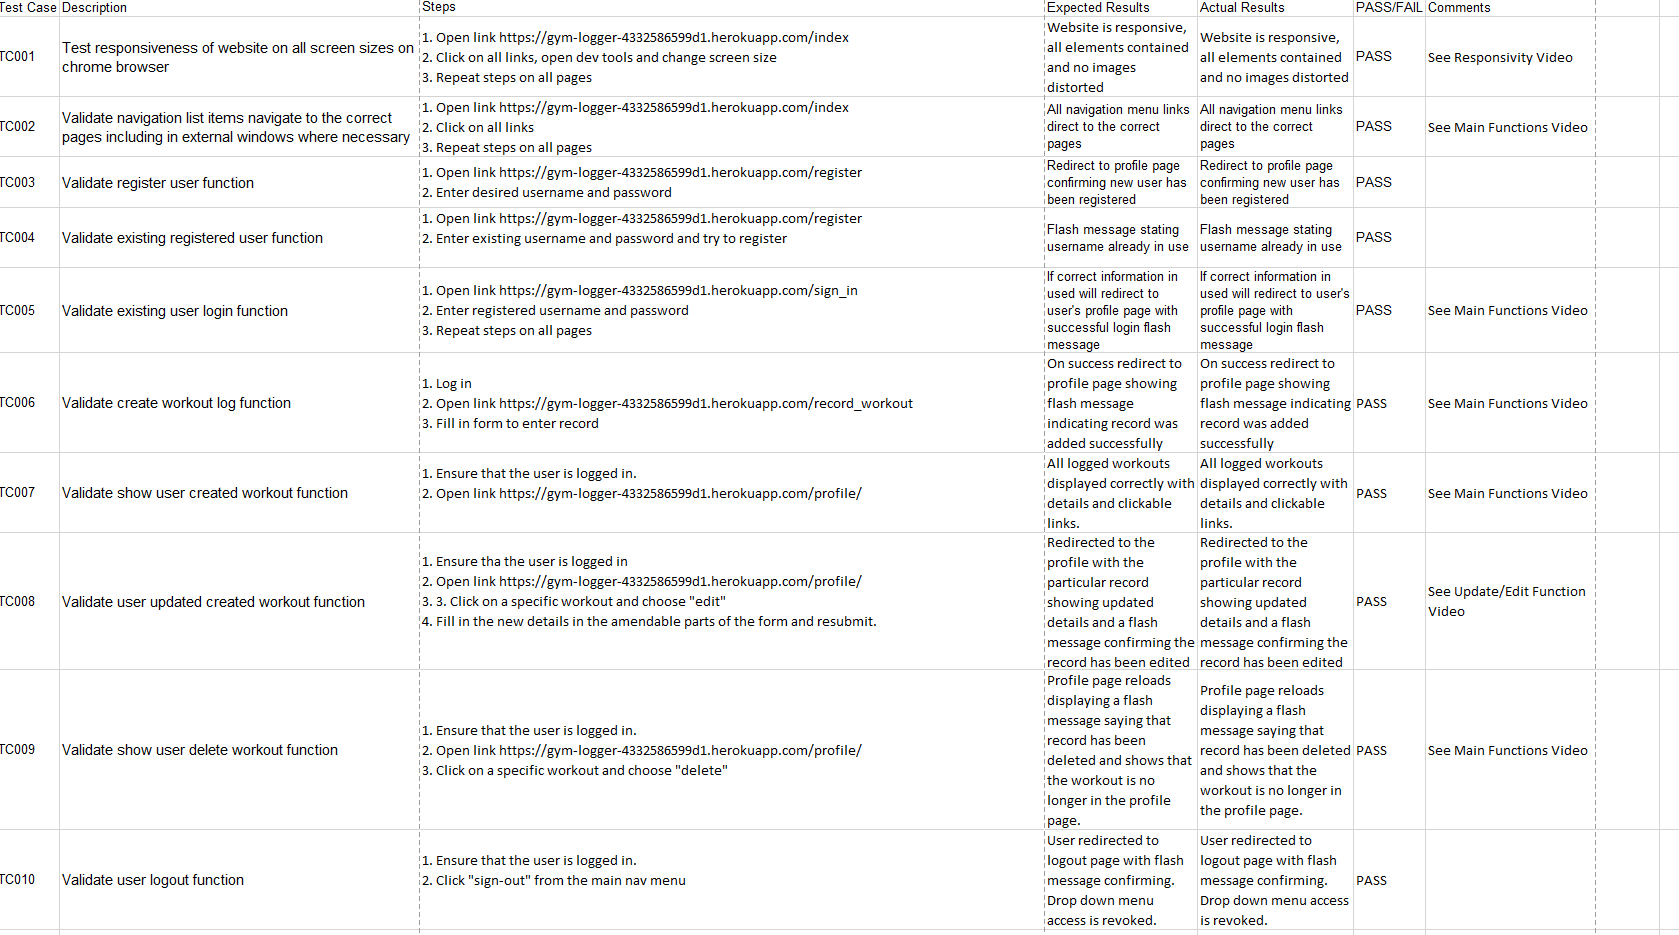 Test Case Description Steps Expected Results Actual Results PASS/FAIL Comments
TC001
Test responsiveness of website on all screen sizes on
chrome browser
1. Open link https://gym-logger-4332586599d1.herokuapp.com/index
2. Click on all links, open dev tools and change screen size
3. Repeat steps on all pages
Website is responsive,
all elements contained
and no images
distorted
Website is responsive,
all elements contained
and no images distorted
PASS
See Responsivity Video
TC002
Validate navigation list items navigate to the correct
pages including in external windows where necessary
1. Open link https://gym-logger-4332586599d1.herokuapp.com/index
2. Click on all links
3. Repeat steps on all pages
All navigation menu links
direct to the correct
pages
All navigation menu links
direct to the correct
pages
PASS
See Main Functions Video
TC003
Validate register user function
1. Open link https://gym-logger-4332586599d1.herokuapp.com/register
2. Enter desired username and password
Redirect to profile page
confirming new user has
been registered
Redirect to profile page
confirming new user has
been registered
PASS
TC004
Validate existing registered user function
1. Open link https://gym-logger-4332586599d1.herokuapp.com/register
2. Enter existing username and password and try to register
Flash message stating
username already in use
Flash message stating
username already in use
PASS
TC005
Validate existing user login function
1. Open link https://gym-logger-4332586599d1.herokuapp.com/sign_in
2. Enter registered username and password
3. Repeat steps on all pages
If correct information in
used will redirect to
user's profile page with
successful login flash
message
If correct information in
used will redirect to user's
profile page with
successful login flash
message
PASS
See Main Functions Video
TC006
Validate create workout log function
1. Log in
2. Open link https://gym-logger-4332586599d1.herokuapp.com/record_workout
3. Fill in form to enter record
On success redirect to
profile page showing
flash message
indicating record was
added successfully
On success redirect to
profile page showing
flash message indicating
record was added
successfully
PASS
See Main Functions Video
TC007
Validate show user created workout function
1. Ensure that the user is logged in.
2. Open link https://gym-logger-4332586599d1.herokuapp.com/profile/
All logged workouts
displayed correctly with
details and clickable
links.
All logged workouts
displayed correctly with
details and clickable
links.
PASS
See Main Functions Video
TC008
Validate user updated created workout function
1. Ensure tha the user is logged in
2. Open link https://gym-logger-4332586599d1.herokuapp.com/profile/
3. 3. Click on a specific workout and choose "edit"
4. Fill in the new details in the amendable parts of the form and resubmit.
Redirected to the
profile with the
particular record
showing updated
details and a flash
message confirming the
record has been edited
Redirected to the
profile with the
particular record
showing updated
details and a flash
message confirming the
record has been edited
PASS
See Update/Edit Function
Video
TC009
Validate show user delete workout function
1. Ensure that the user is logged in.
2. Open link https://gym-logger-4332586599d1.herokuapp.com/profile/
3. Click on a specific workout and choose "delete"
Profile page reloads
displaying a flash
message saying that
record has been
deleted and shows that
the workout is no
longer in the profile
page.
Profile page reloads
displaying a flash
message saying that
record has been deleted
and shows that the
workout is no longer in
the profile page.
PASS
See Main Functions Video
TC010
Validate user logout function
1. Ensure that the user is logged in.
2. Click "sign-out" from the main nav menu
User redirected to
logout page with flash
message confirming.
Drop down menu
access is revoked.
User redirected to
logout page with flash
message confirming.
Drop down menu access
is revoked.
PASS